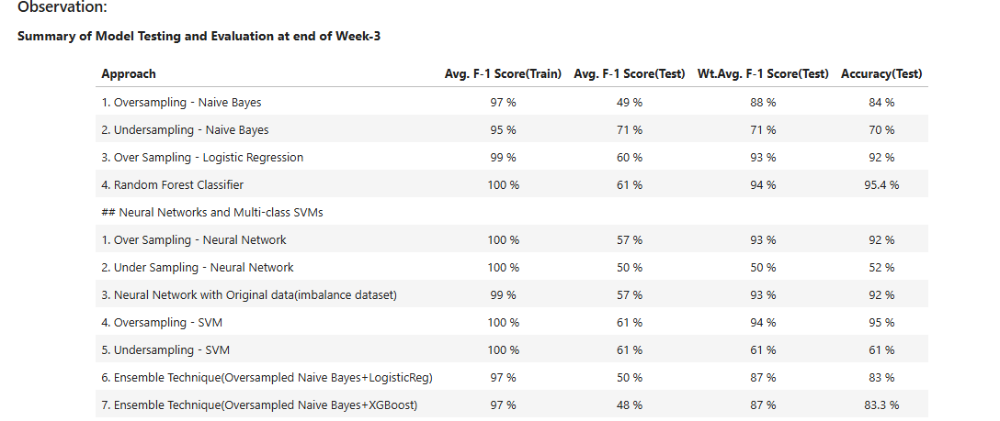 Observation:
Summary of Model Testing and Evaluation at end of Week-3
Approach Avg. F-1 Score(Train) Avg. F-1 Score(Test) Wt.Avg. F-1 Score(Test) Accuracy(Test)
1. Oversampling - Naive Bayes 97 % 49 % 88 % 84 %
2. Undersampling - Naive Bayes 95 % 71 % 71 % 70 %
3. Over Sampling - Logistic Regression 99 % 60 % 93 % 92 %
4. Random Forest Classifier 100 % 61 % 94 % 95.4 %
## Neural Networks and Multi-class SVMs
1. Over Sampling - Neural Network 100 % 57 % 93 % 92 %
2. Under Sampling - Neural Network 100 % 50 % 50 % 52 %
3. Neural Network with Original data(imbalance dataset) 99 % 57 % 93 % 92 %
4. Oversampling - SVM 100 % 61 % 94 % 95 %
5. Undersampling - SVM 100 % 61 % 61 % 61 %
6. Ensemble Technique(Oversampled Naive Bayes+LogisticReg) 97 % 50 % 87 % 83 %
7. Ensemble Technique(Oversampled Naive Bayes+XGBoost) 97 % 48 % 87 % 83.3 %